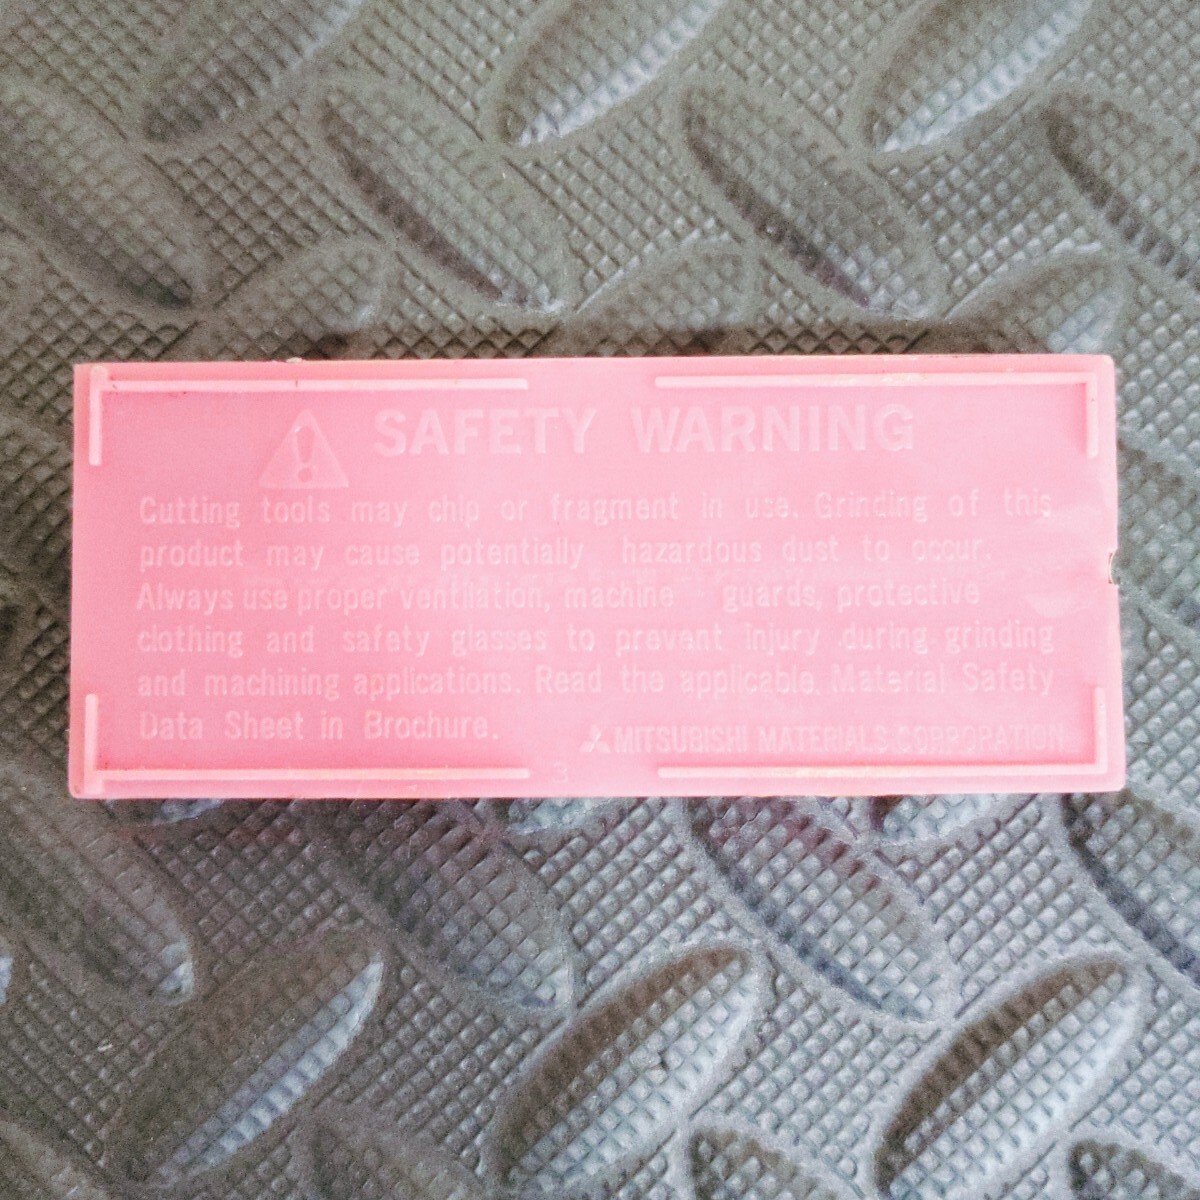 SAFETY WARNING
Cutting tools may chip or fragment in use. Grinding of this
product may cause potentially hazardous dust to occur.
Always use proper ventilation, machine guards, protective
clothing and safety glasses to prevent injury during grinding
and machining applications. Read the applicable Material Safety
Data Sheet in Brochure.
MITSUBISHI MATERIALS CORPORATION
3